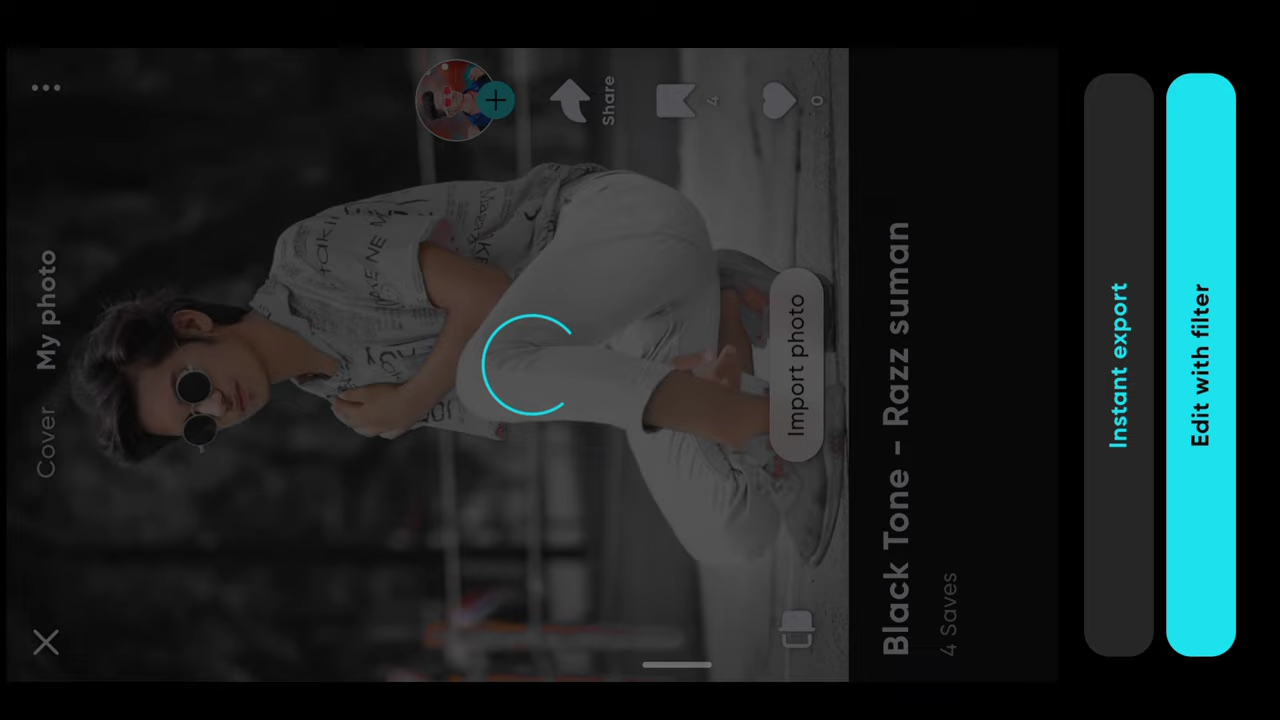 Cover
My photo
Share
4
0
Import photo
Black Tone - Razz suman
4 Saves
Instant export
Edit with filter